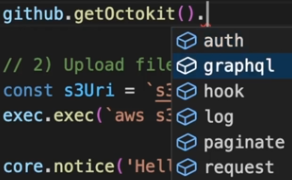 github.getOctokit().
auth
// 2) Upload file
graphql
const s3Uri = `s3
hook
exec.exec(`aws s3
log
paginate
core.notice('Hell
request